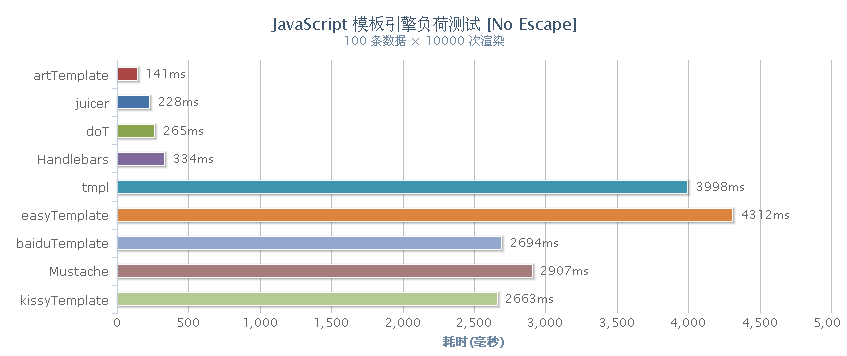 JavaScript 模板引擎负荷测试 [No Escape]
100 条数据 × 10000 次渲染
artTemplate 141ms
juicer 228ms
doT 265ms
Handlebars 334ms
tmpl 3998ms
easyTemplate 4312ms
baiduTemplate 2694ms
Mustache 2907ms
kissyTemplate 2663ms
0 500 1,000 1,500 2,000 2,500 3,000 3,500 4,000 4,500 5,00
耗时(毫秒)